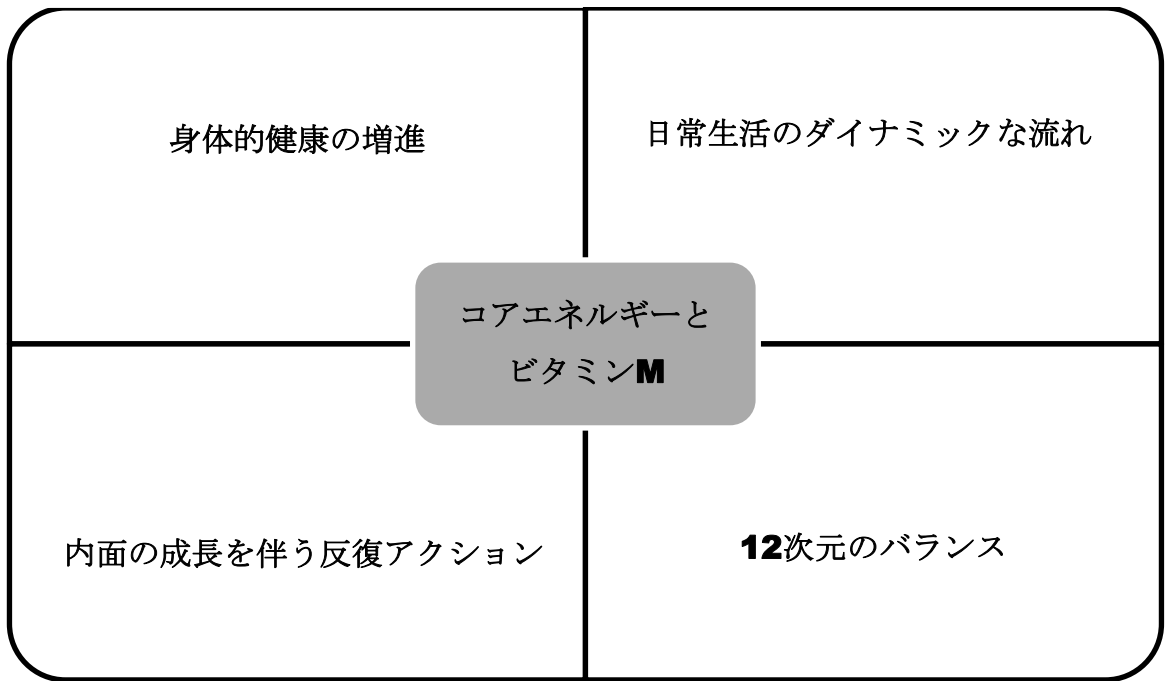 身体的健康の増進
日常生活のダイナミックな流れ
コアエネルギーと
ビタミンM
内面の成長を伴う反復アクション
12次元のバランス